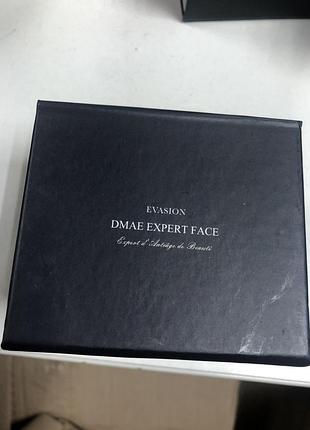 EVASION
DMAE EXPERT FACE
Expert d'Antiâge de Beauté